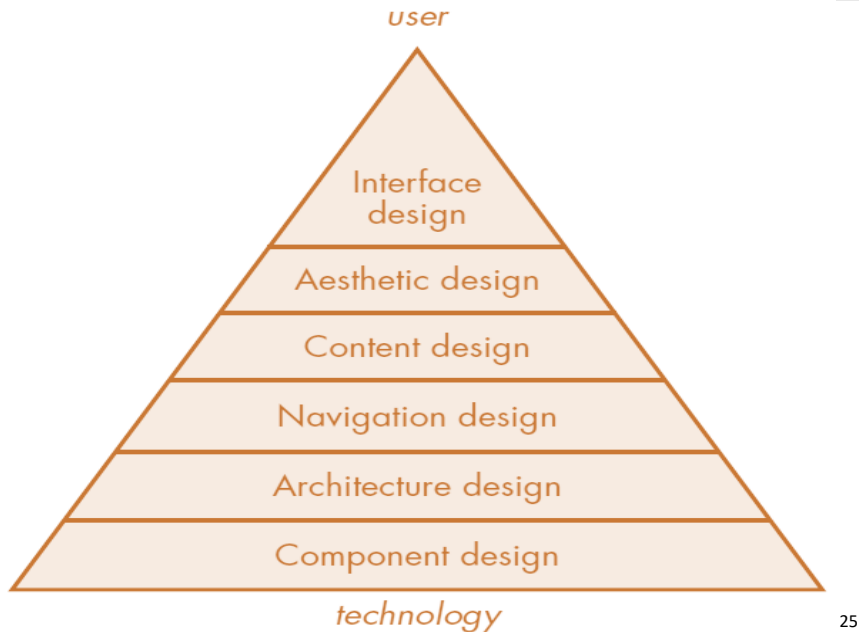 user
Interface
design
Aesthetic design
Content design
Navigation design
Architecture design
Component design
technology
25